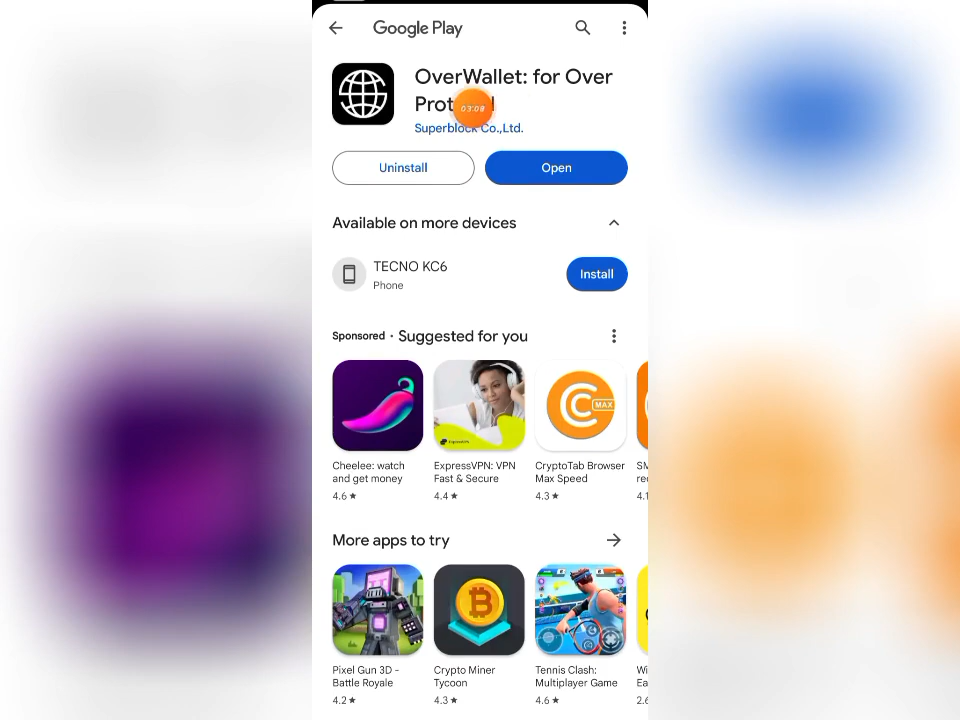 Google Play
OverWallet: for Over
Superblock Co.,Ltd.
03:08
Uninstall
Open
Available on more devices
TECNO KC6
Phone
Install
Sponsored · Suggested for you
MAX
ExpressVPN
Cheelee: watch
and get money
4.6 ★
ExpressVPN: VPN
Fast & Secure
4.4 ★
CryptoTab Browser
Max Speed
4.3 ★
More apps to try
Pixel Gun 3D -
Battle Royale
4.2 ★
Crypto Miner
Tycoon
4.3 ★
Tennis Clash:
Multiplayer Game
4.6 ★